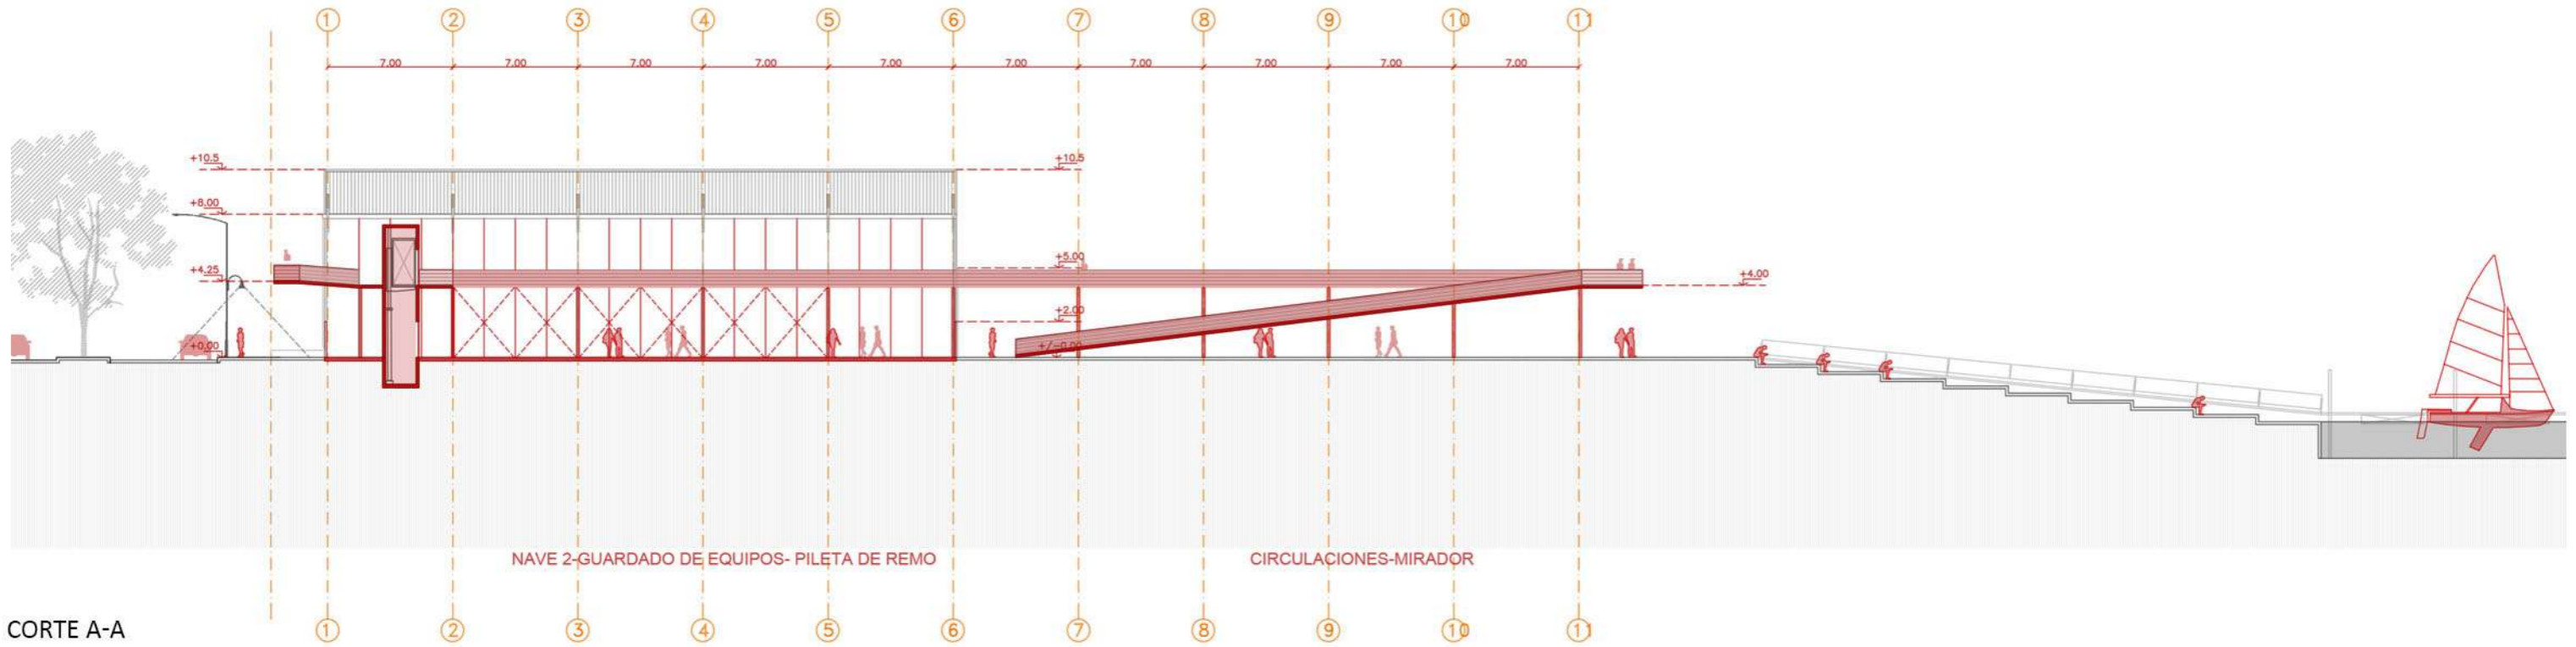 1 2 3 4 5 6 7 8 9 10 11
7.00 7.00 7.00 7.00 7.00 7.00 7.00 7.00 7.00 7.00
+10.5 +10.5
+8.00
+5.00
+4.25 +4.00
+2.00
+0.00 +/-0.00
NAVE 2-GUARDADO DE EQUIPOS- PILETA DE REMO CIRCULACIONES-MIRADOR
CORTE A-A 1 2 3 4 5 6 7 8 9 10 11